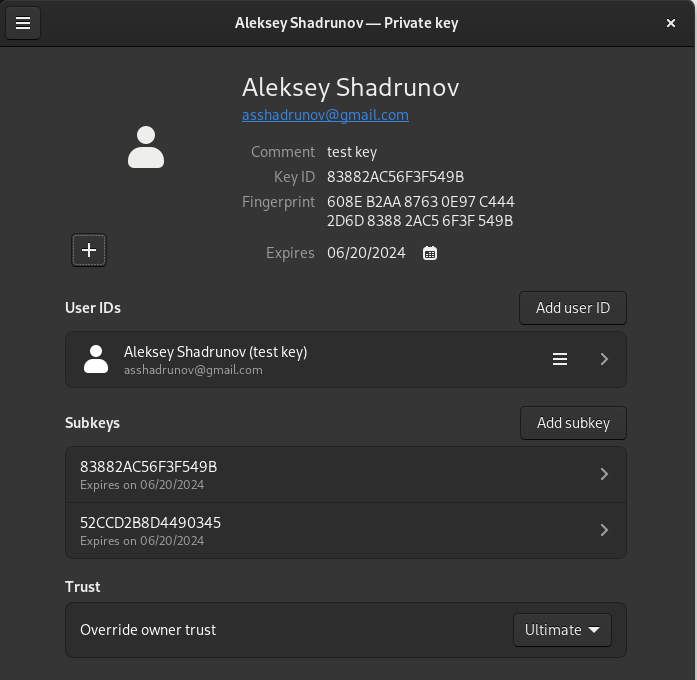 Aleksey Shadrunov — Private key
Aleksey Shadrunov
asshadrunov@gmail.com
Comment test key
Key ID 83882AC56F3F549B
Fingerprint 608E B2AA 8763 0E97 C444
2D6D 8388 2AC5 6F3F 549B
Expires 06/20/2024
User IDs Add user ID
Aleksey Shadrunov (test key)
asshadrunov@gmail.com
Subkeys Add subkey
83882AC56F3F549B
Expires on 06/20/2024
52CCD2B8D4490345
Expires on 06/20/2024
Trust
Override owner trust Ultimate